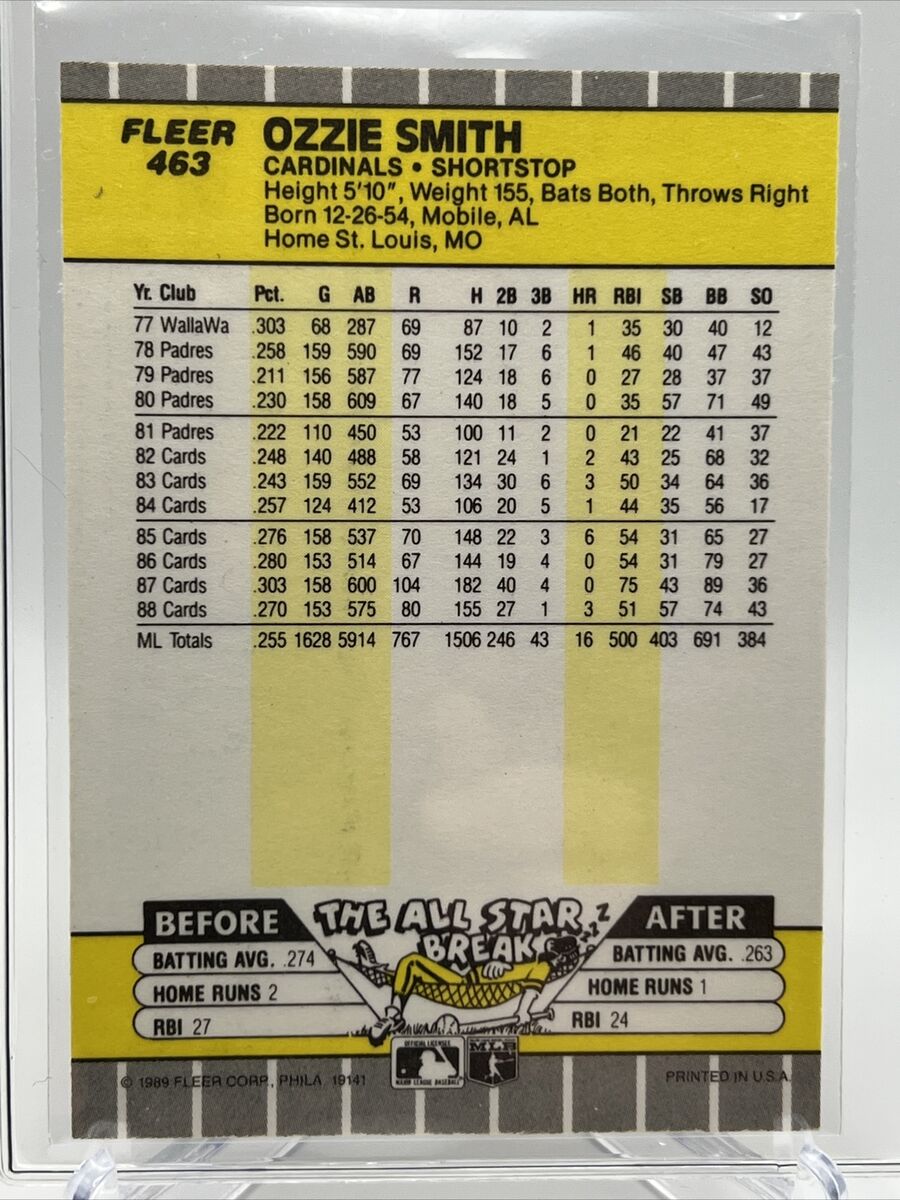 FLEER
463
OZZIE SMITH
CARDINALS • SHORTSTOP
Height 5'10", Weight 155, Bats Both, Throws Right
Born 12-26-54, Mobile, AL
Home St. Louis, MO
Yr. Club Pct. G AB R H 2B 3B HR RBI SB BB SO
77 WallaWa .303 68 287 69 87 10 2 1 35 30 40 12
78 Padres .258 159 590 69 152 17 6 1 46 40 47 43
79 Padres .211 156 587 77 124 18 6 0 27 28 37 37
80 Padres .230 158 609 67 140 18 5 0 35 57 71 49
81 Padres .222 110 450 53 100 11 2 0 21 22 41 37
82 Cards .248 140 488 58 121 24 1 2 43 25 68 32
83 Cards .243 159 552 69 134 30 6 3 50 34 64 36
84 Cards .257 124 412 53 106 20 5 1 44 35 56 17
85 Cards .276 158 537 70 148 22 3 6 54 31 65 27
86 Cards .280 153 514 67 144 19 4 0 54 31 79 27
87 Cards .303 158 600 104 182 40 4 0 75 43 89 36
88 Cards .270 153 575 80 155 27 1 3 51 57 74 43
ML Totals .255 1628 5914 767 1506 246 43 16 500 403 691 384
BEFORE
THE ALL STAR
BREAK
Z Z Z
AFTER
BATTING AVG. .274
HOME RUNS 2
RBI 27
BATTING AVG. .263
HOME RUNS 1
RBI 24
OFFICIAL LICENSEE
MAJOR LEAGUE BASEBALL
MLB
© 1989 FLEER CORP., PHILA. 19141
PRINTED IN U.S.A.